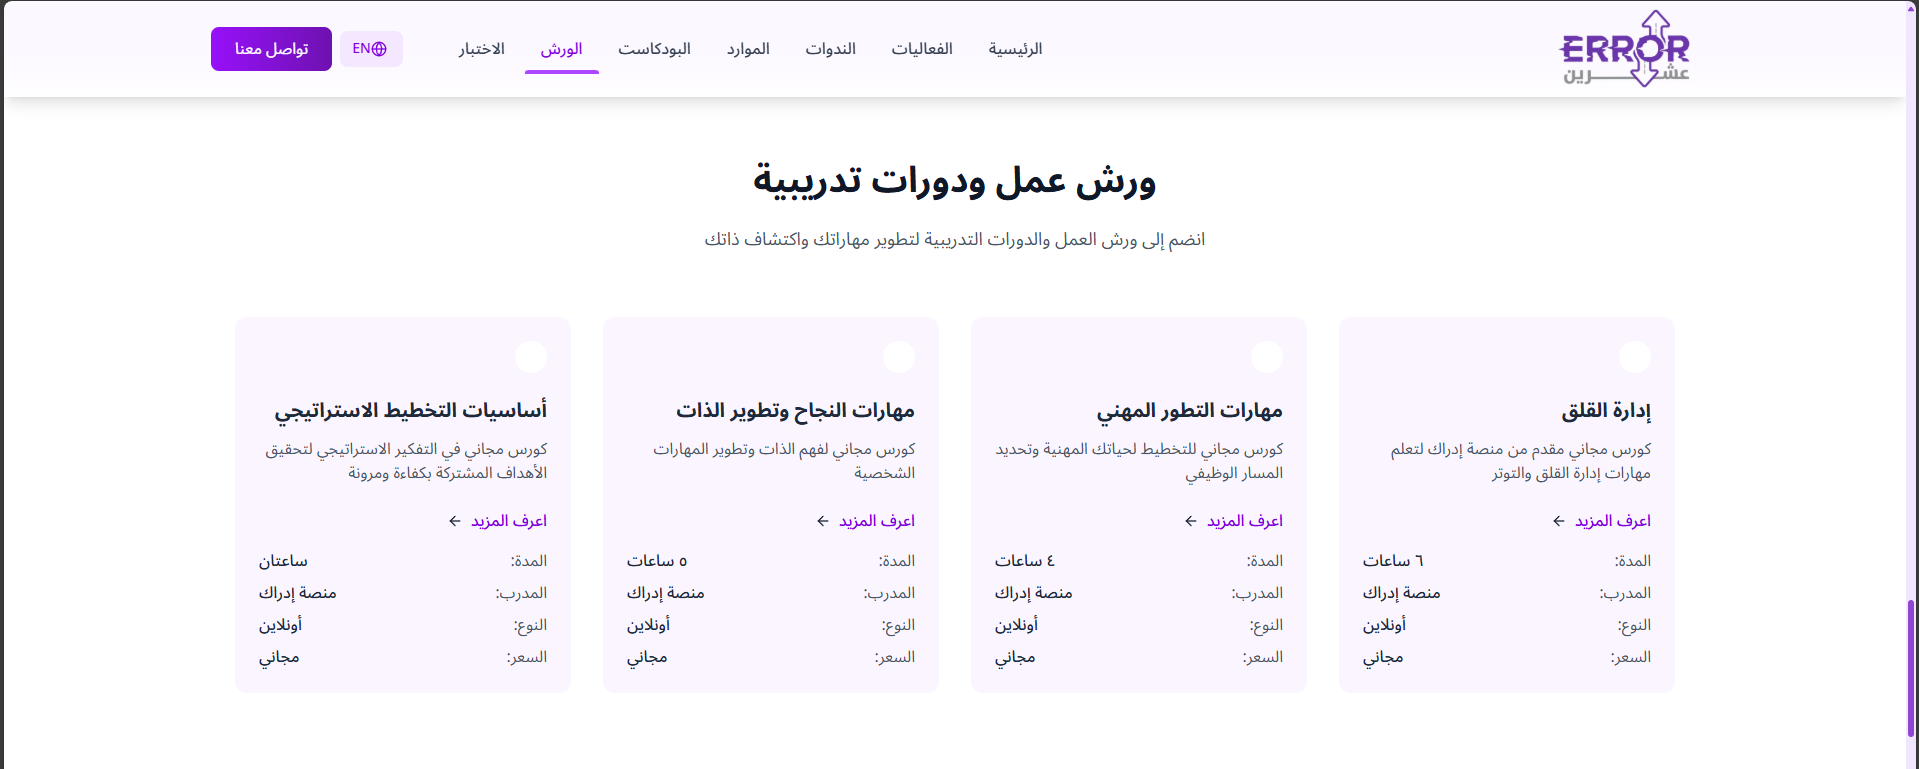 ERROR
عشرين
الرئيسية
الفعاليات
الندوات
الموارد
البودكاست
الورش
الاختبار
EN
تواصل معنا
ورش عمل ودورات تدريبية
انضم إلى ورش العمل والدورات التدريبية لتطوير مهاراتك واكتشاف ذاتك
إدارة القلق
كورس مجاني مقدم من منصة إدراك لتعلم
مهارات إدارة القلق والتوتر
اعرف المزيد ←
المدة: ٦ ساعات
المدرب: منصة إدراك
النوع: أونلاين
السعر: مجاني
مهارات التطور المهني
كورس مجاني للتخطيط لحياتك المهنية وتحديد
المسار الوظيفي
اعرف المزيد ←
المدة: ٤ ساعات
المدرب: منصة إدراك
النوع: أونلاين
السعر: مجاني
مهارات النجاح وتطوير الذات
كورس مجاني لفهم الذات وتطوير المهارات
الشخصية
اعرف المزيد ←
المدة: ٥ ساعات
المدرب: منصة إدراك
النوع: أونلاين
السعر: مجاني
أساسيات التخطيط الاستراتيجي
كورس مجاني في التفكير الاستراتيجي لتحقيق
الأهداف المشتركة بكفاءة ومرونة
اعرف المزيد ←
المدة: ساعتان
المدرب: منصة إدراك
النوع: أونلاين
السعر: مجاني